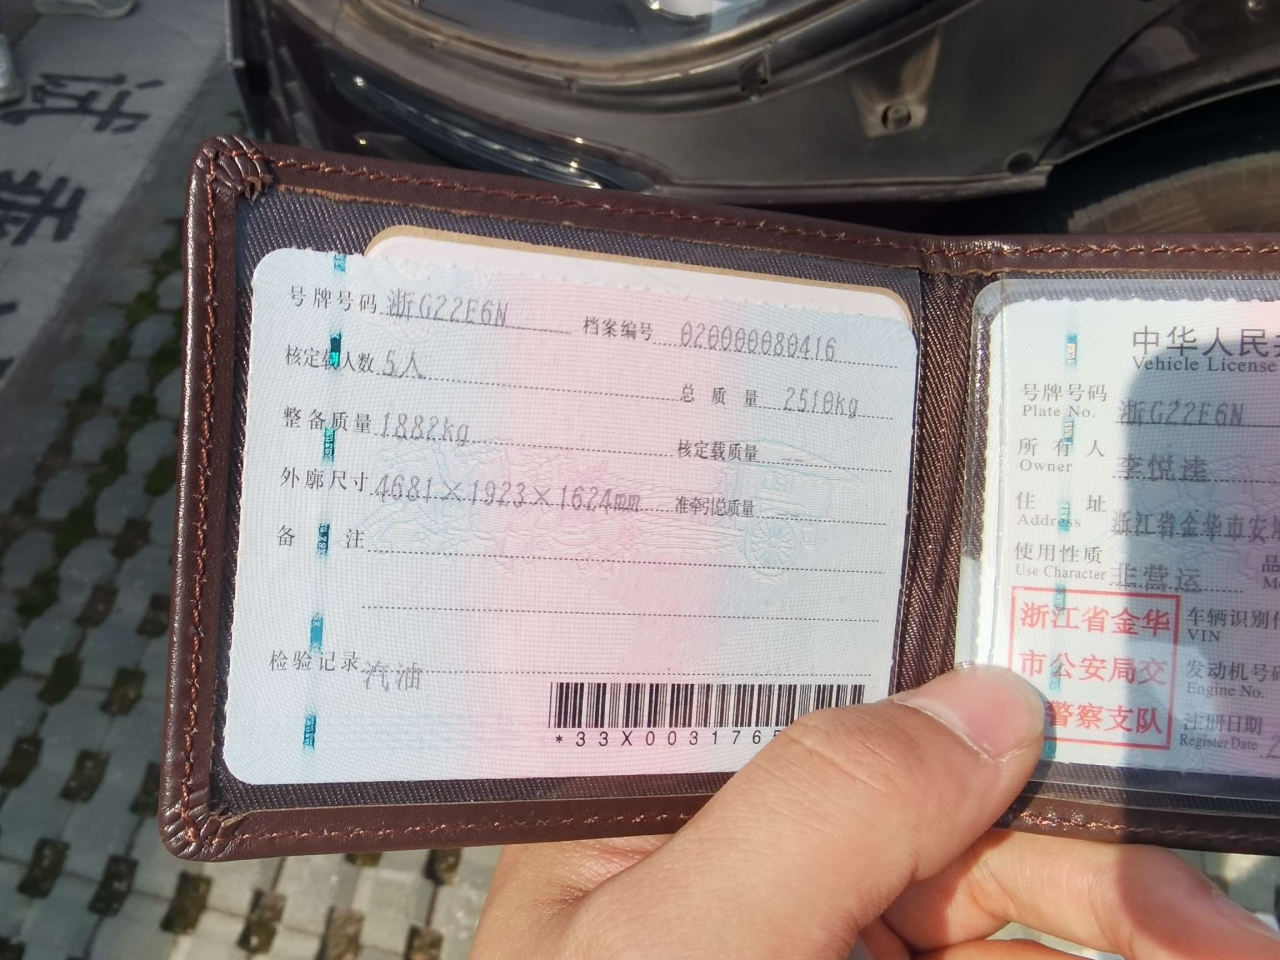 号牌号码 浙G22E6N 档案编号 020000080416
核定载人数 5人 总质量 2510kg
整备质量 1882kg 核定载质量 --
外廓尺寸 4681×1923×1624mm 准牵引总质量 --
备注
检验记录 汽油
*33X0031765
中华人民
Vehicle License
号牌号码 浙G22E6N
Plate No.
所有人
Owner
住址 浙江省金华市安
Address
使用性质 非营运 品
Use Character
浙江省金华
市公安局交
警察支队
车辆识别代
VIN
发动机号码
Engine No.
注册日期
Register Date